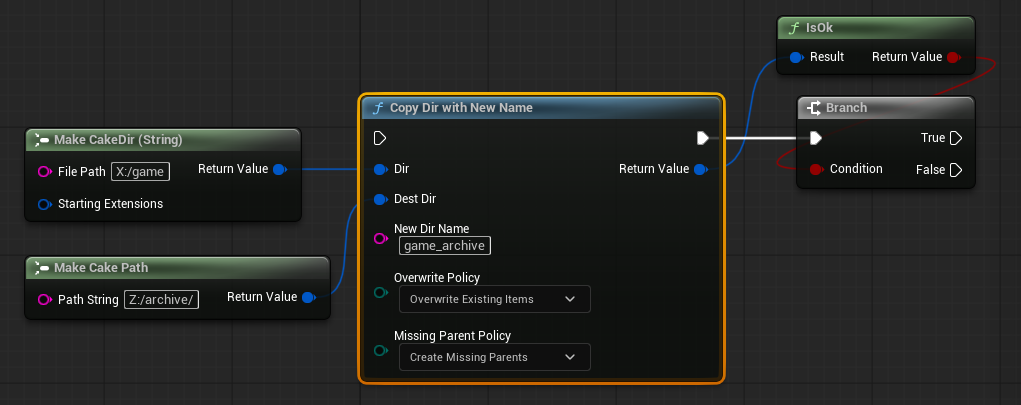 IsOk
Result
Return Value
Copy Dir with New Name
Branch
True
Condition
False
Make CakeDir (String)
File Path
X:/game
Return Value
Starting Extensions
Dir
Return Value
Dest Dir
New Dir Name
game_archive
Make Cake Path
Path String
Z:/archive/
Return Value
Overwrite Policy
Overwrite Existing Items
Missing Parent Policy
Create Missing Parents